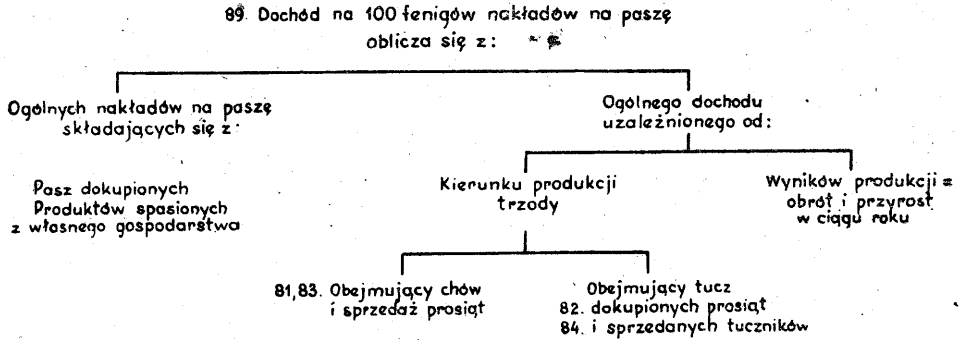 89. Dochód na 100 fenigów nakładów na paszę
oblicza się z:
Ogólnych nakładów na paszę
składających się z:
Pasz dokupionych
Produktów spasionych
z własnego gospodarstwa
Ogólnego dochodu
uzależnionego od:
Kierunku produkcji
trzody
Wyników produkcji =
obrót i przyrost
w ciągu roku
81,83. Obejmujący chów
i sprzedaż prosiąt
Obejmujący tucz
82. dokupionych prosiąt
84. i sprzedanych tuczników